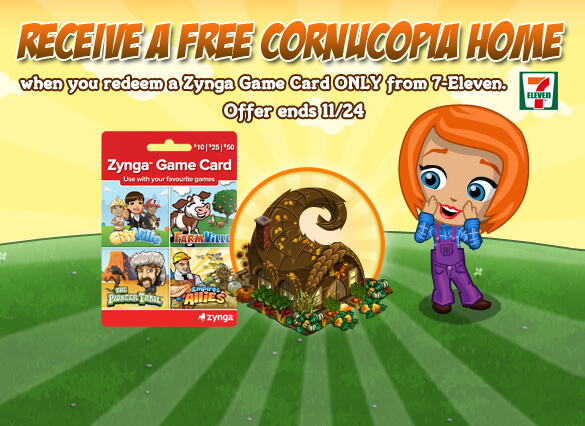 RECEIVE A FREE CORNUCOPIA HOME
when you redeem a Zynga Game Card ONLY from 7-Eleven.
Offer ends 11/24
7
ELEVEN
$10 | $25 | $50
Zynga™ Game Card
Use with your favourite games
CITYVILLE
FARMVILLE
THE PIONEER TRAIL
Empires & ALLIES
zynga